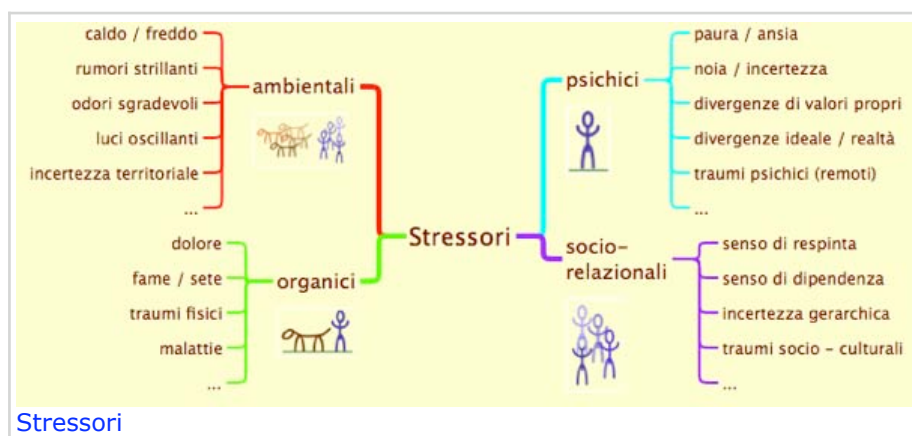 Stressori
ambientali
caldo / freddo
rumori strillanti
odori sgradevoli
luci oscillanti
incertezza territoriale
...
organici
dolore
fame / sete
traumi fisici
malattie
...
psichici
paura / ansia
noia / incertezza
divergenze di valori propri
divergenze ideale / realtà
traumi psichici (remoti)
...
socio-
relazionali
senso di respinta
senso di dipendenza
incertezza gerarchica
traumi socio - culturali
...
Stressori